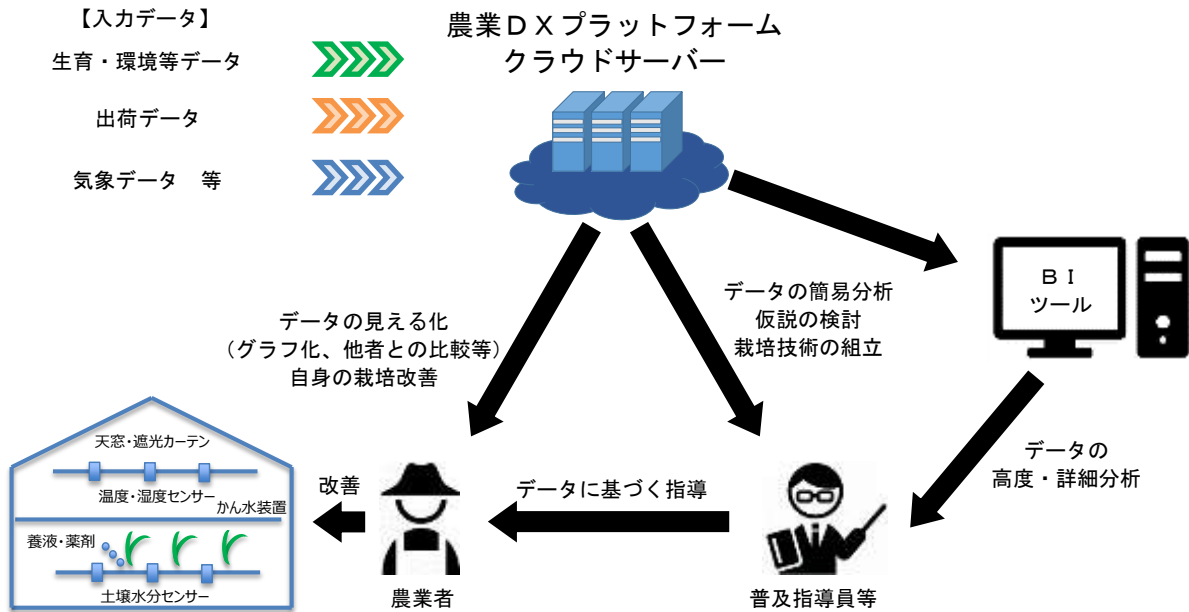 【入力データ】
生育・環境等データ
出荷データ
気象データ　等
農業ＤＸプラットフォーム
クラウドサーバー
データの見える化
（グラフ化、他者との比較等）
自身の栽培改善
データの簡易分析
仮説の検討
栽培技術の組立
ＢＩ
ツール
データの
高度・詳細分析
天窓・遮光カーテン
温度・湿度センサー
かん水装置
養液・薬剤
土壌水分センサー
改善
農業者
データに基づく指導
普及指導員等